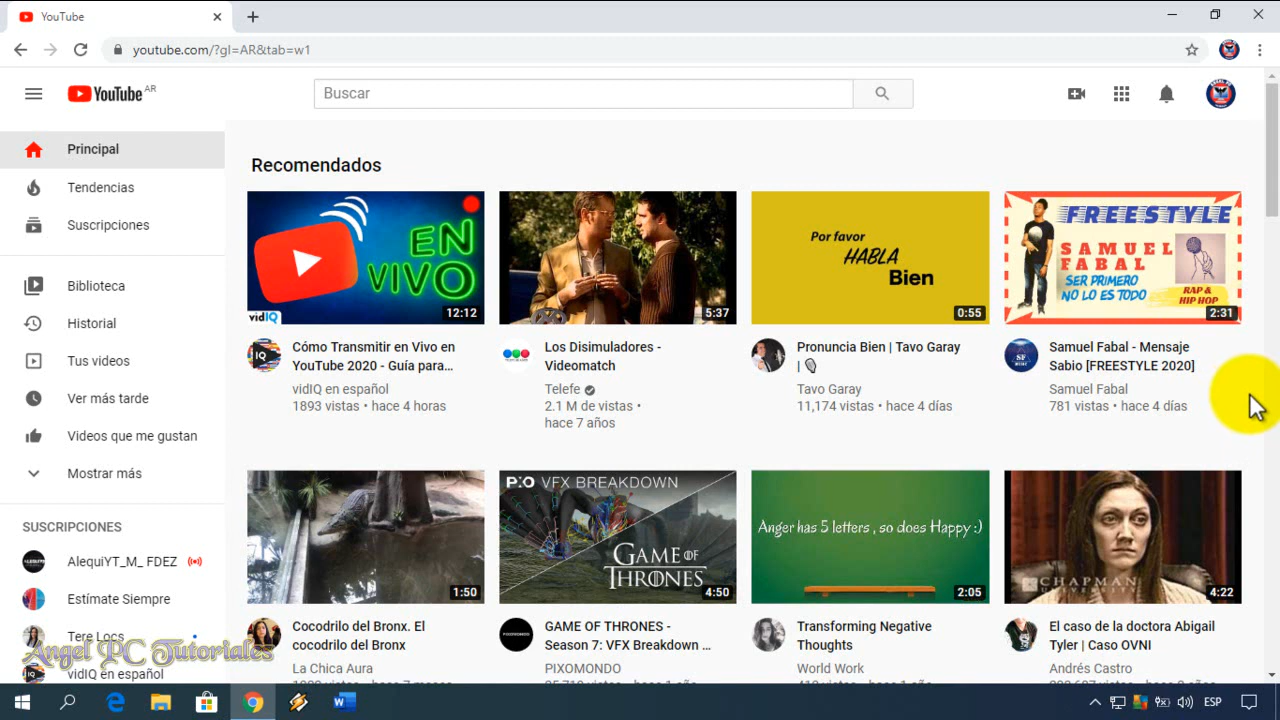 YouTube
youtube.com/?gl=AR&tab=w1
YouTube AR
Buscar
Principal
Tendencias
Suscripciones
Biblioteca
Historial
Tus videos
Ver más tarde
Videos que me gustan
Mostrar más
SUSCRIPCIONES
AlequiYT_M_ FDEZ
Estímate Siempre
Tere Locs
vidIQ en español
Angel PC Tutoriales
Recomendados
EN
VIVO
vidIQ
12:12
Cómo Transmitir en Vivo en
YouTube 2020 - Guía para...
vidIQ en español
1893 vistas • hace 4 horas
5:37
Los Disimuladores -
Videomatch
Telefe
2.1 M de vistas •
hace 7 años
Por favor
HABLA
Bien
0:55
Pronuncia Bien | Tavo Garay
|
Tavo Garay
11,174 vistas • hace 4 días
FREESTYLE
SAMUEL
FABAL
SER PRIMERO
NO LO ES TODO
RAP &
HIP HOP
2:31
Samuel Fabal - Mensaje
Sabio [FREESTYLE 2020]
Samuel Fabal
781 vistas • hace 4 días
1:50
Cocodrilo del Bronx. El
cocodrilo del Bronx
La Chica Aura
PXO VFX BREAKDOWN
GAME OF
THRONES
4:50
GAME OF THRONES -
Season 7: VFX Breakdown ...
PIXOMONDO
Anger has 5 letters , so does Happy :)
2:05
Transforming Negative
Thoughts
World Work
CHAPMAN
UNIVERSITY
4:22
El caso de la doctora Abigail
Tyler | Caso OVNI
Andrés Castro
ESP